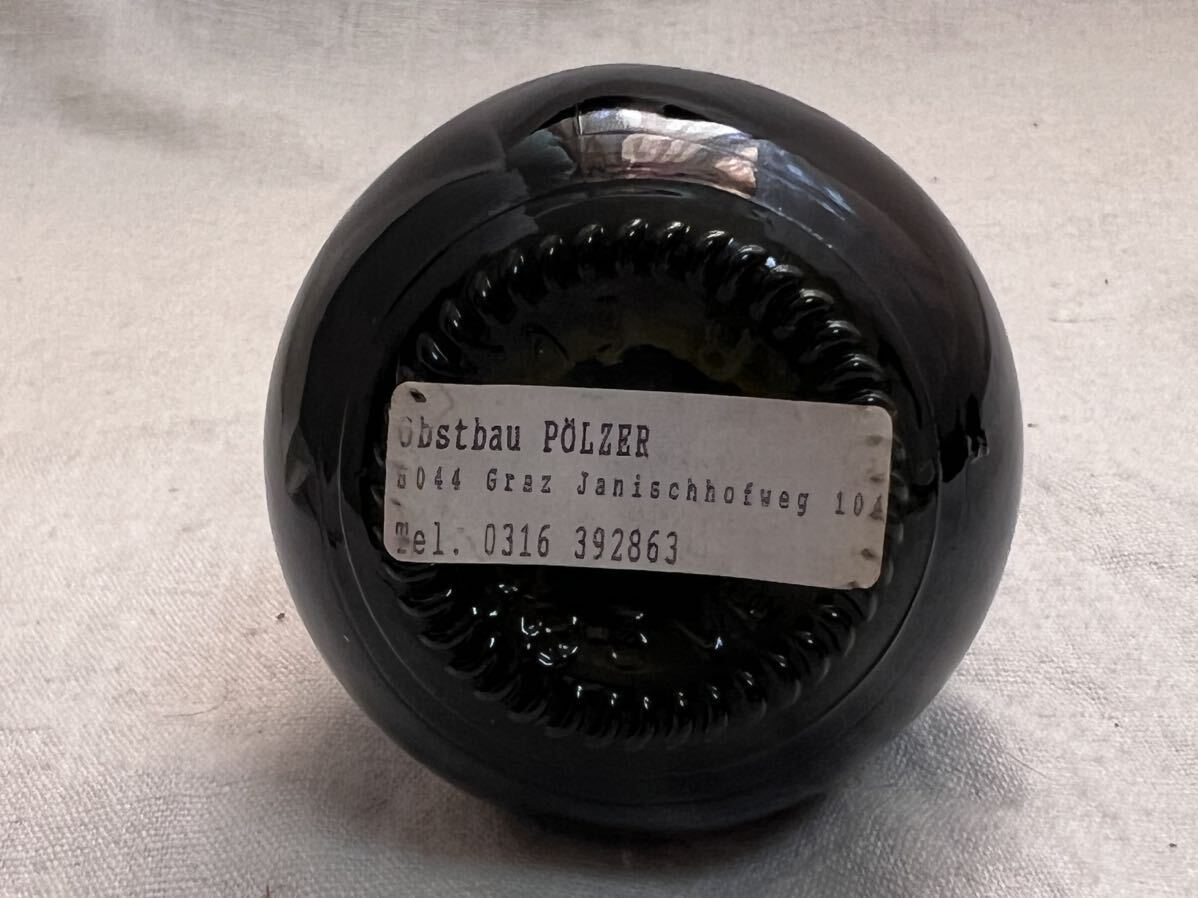 Obstbau PÖLZER
8044 Graz Janischhofweg 10A
Tel. 0316 392863